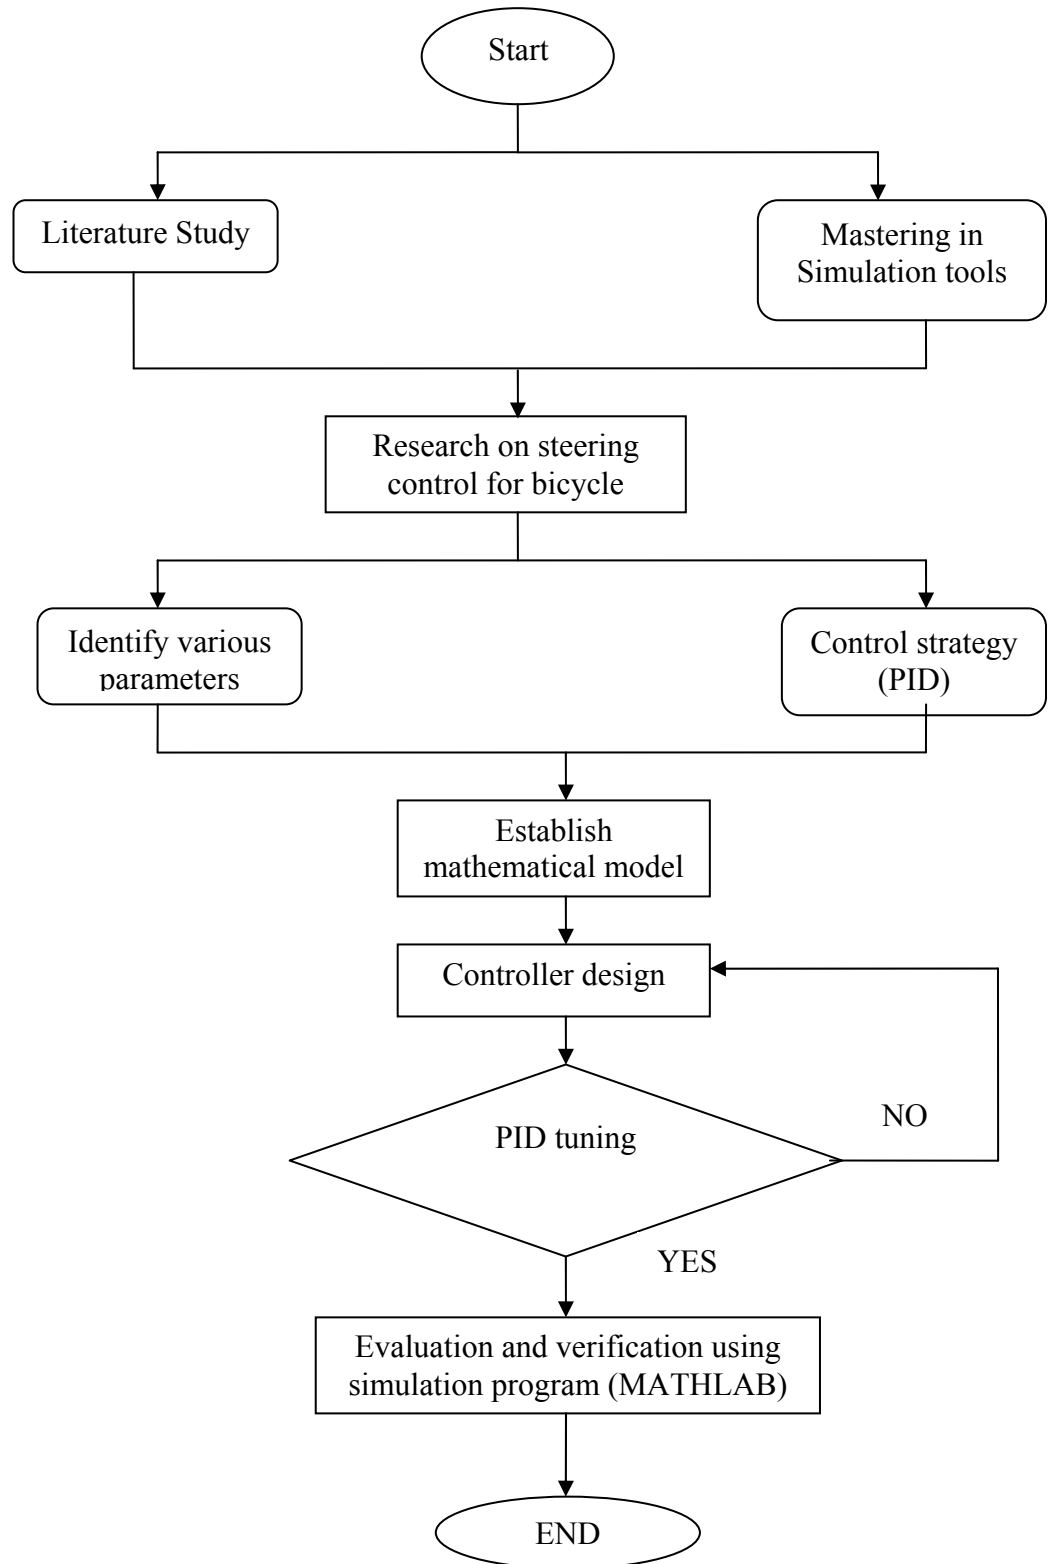 Start
Literature Study
Mastering in
Simulation tools
Research on steering
control for bicycle
Identify various
parameters
Control strategy
(PID)
Establish
mathematical model
Controller design
PID tuning
NO
YES
Evaluation and verification using
simulation program (MATHLAB)
END